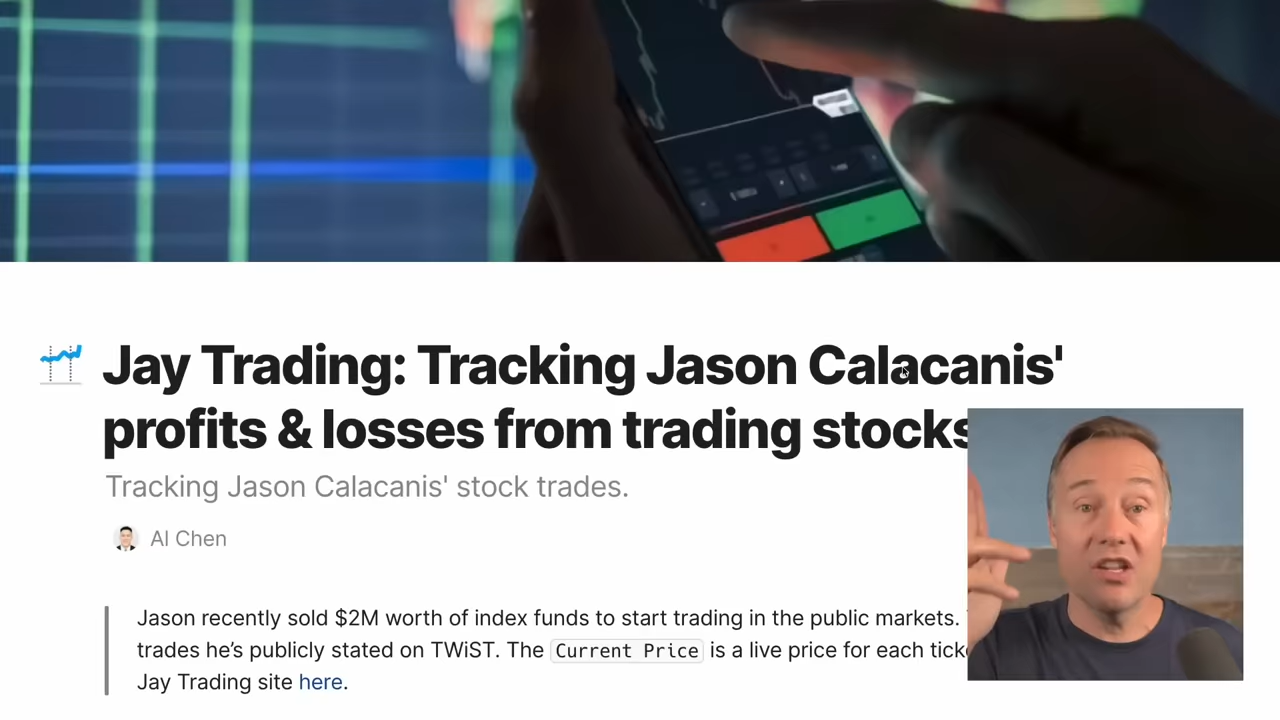 Jay Trading: Tracking Jason Calacanis'
profits & losses from trading stocks
Tracking Jason Calacanis' stock trades.
Al Chen
Jason recently sold $2M worth of index funds to start trading in the public markets.
trades he's publicly stated on TWiST. The Current Price is a live price for each
Jay Trading site here.